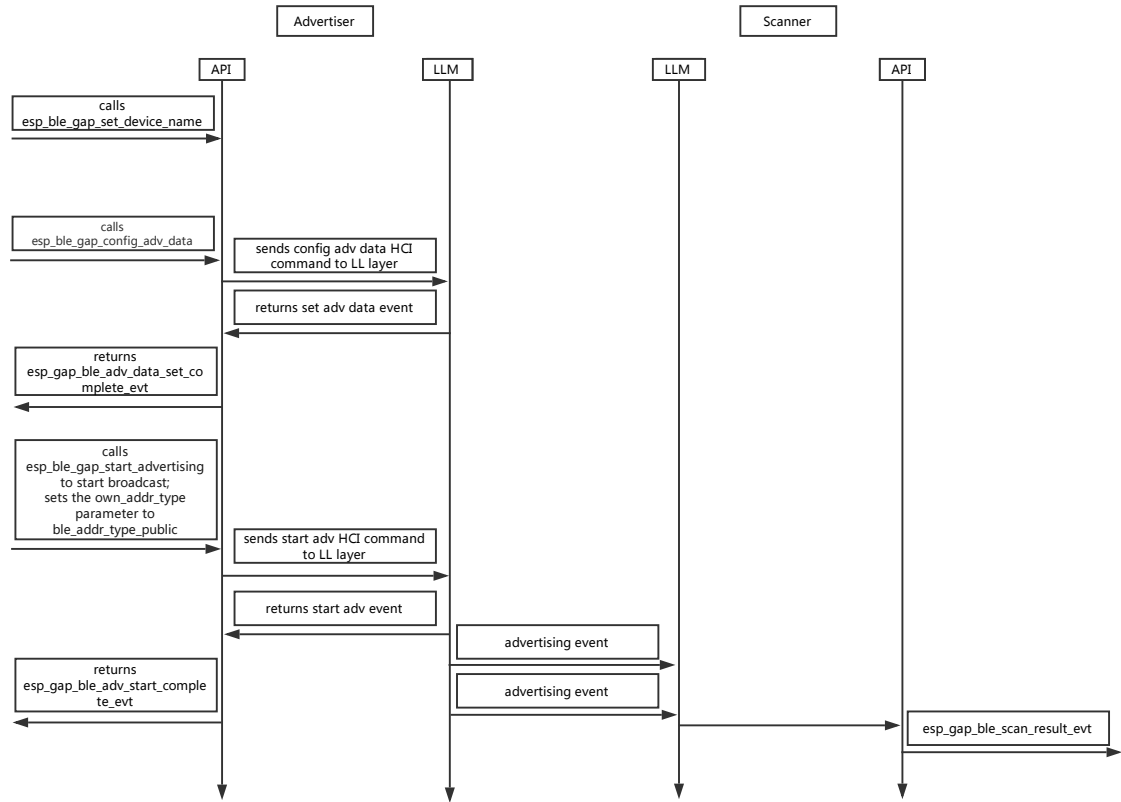 Advertiser
Scanner
API
LLM
LLM
API
calls
esp_ble_gap_set_device_name
calls
esp_ble_gap_config_adv_data
sends config adv data HCI
command to LL layer
returns set adv data event
returns
esp_gap_ble_adv_data_set_co
mplete_evt
calls
esp_ble_gap_start_advertising
to start broadcast;
sets the own_addr_type
parameter to
ble_addr_type_public
sends start adv HCI command
to LL layer
returns start adv event
advertising event
returns
esp_gap_ble_adv_start_comple
te_evt
advertising event
esp_gap_ble_scan_result_evt